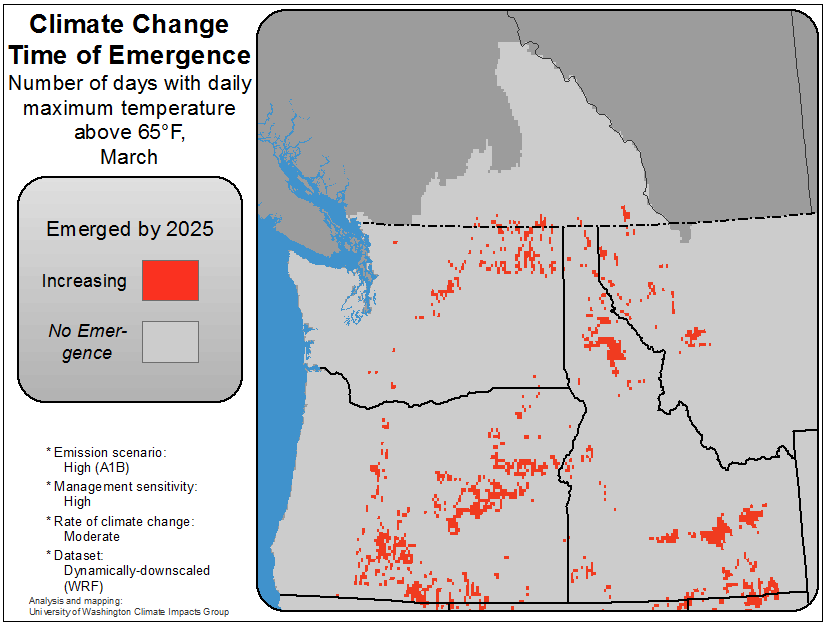 Climate Change
Time of Emergence
Number of days with daily
maximum temperature
above 65°F,
March
Emerged by 2025
Increasing
No Emer-
gence
* Emission scenario:
High (A1B)
* Management sensitivity:
High
* Rate of climate change:
Moderate
* Dataset:
Dynamically-downscaled
(WRF)
Analysis and mapping:
University of Washington Climate Impacts Group